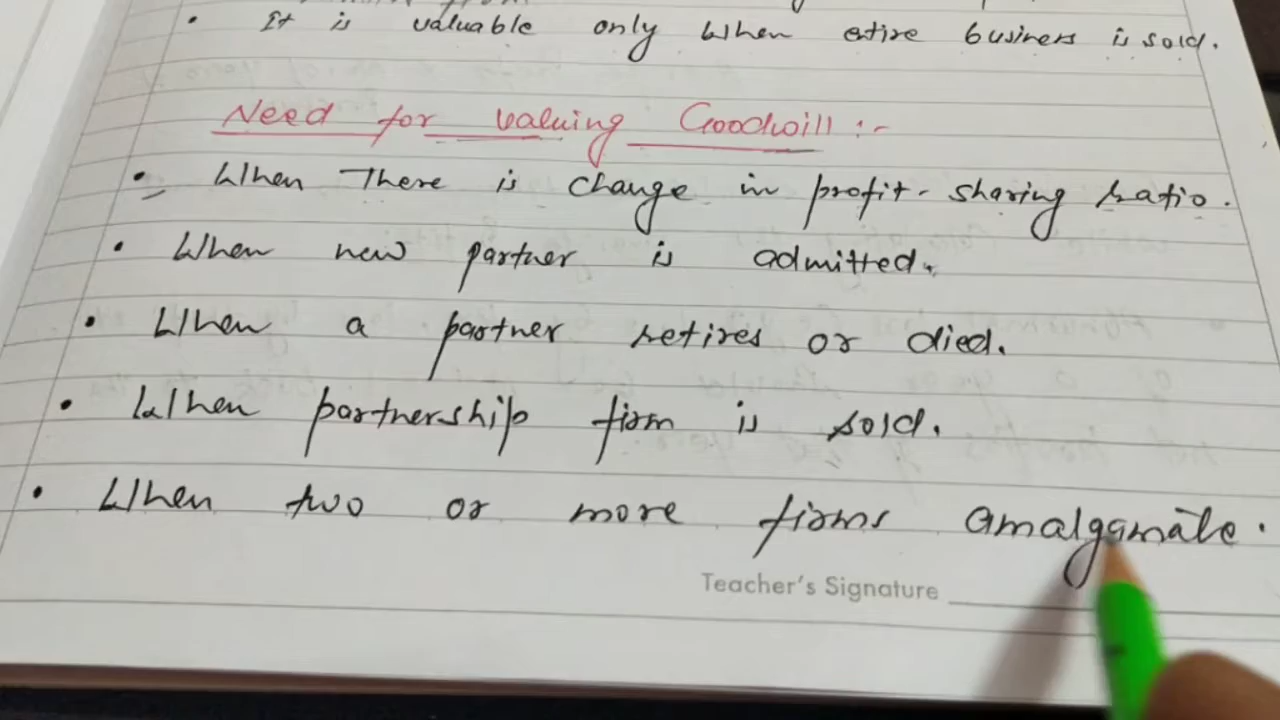 • It is valuable only when entire business is sold.
Need for valuing Goodwill :-
• When There is change in profit-sharing ratio.
• When new partner is admitted.
• When a partner retires or died.
• When partnership firm is sold.
• When two or more firms amalgamate.
Teacher's Signature